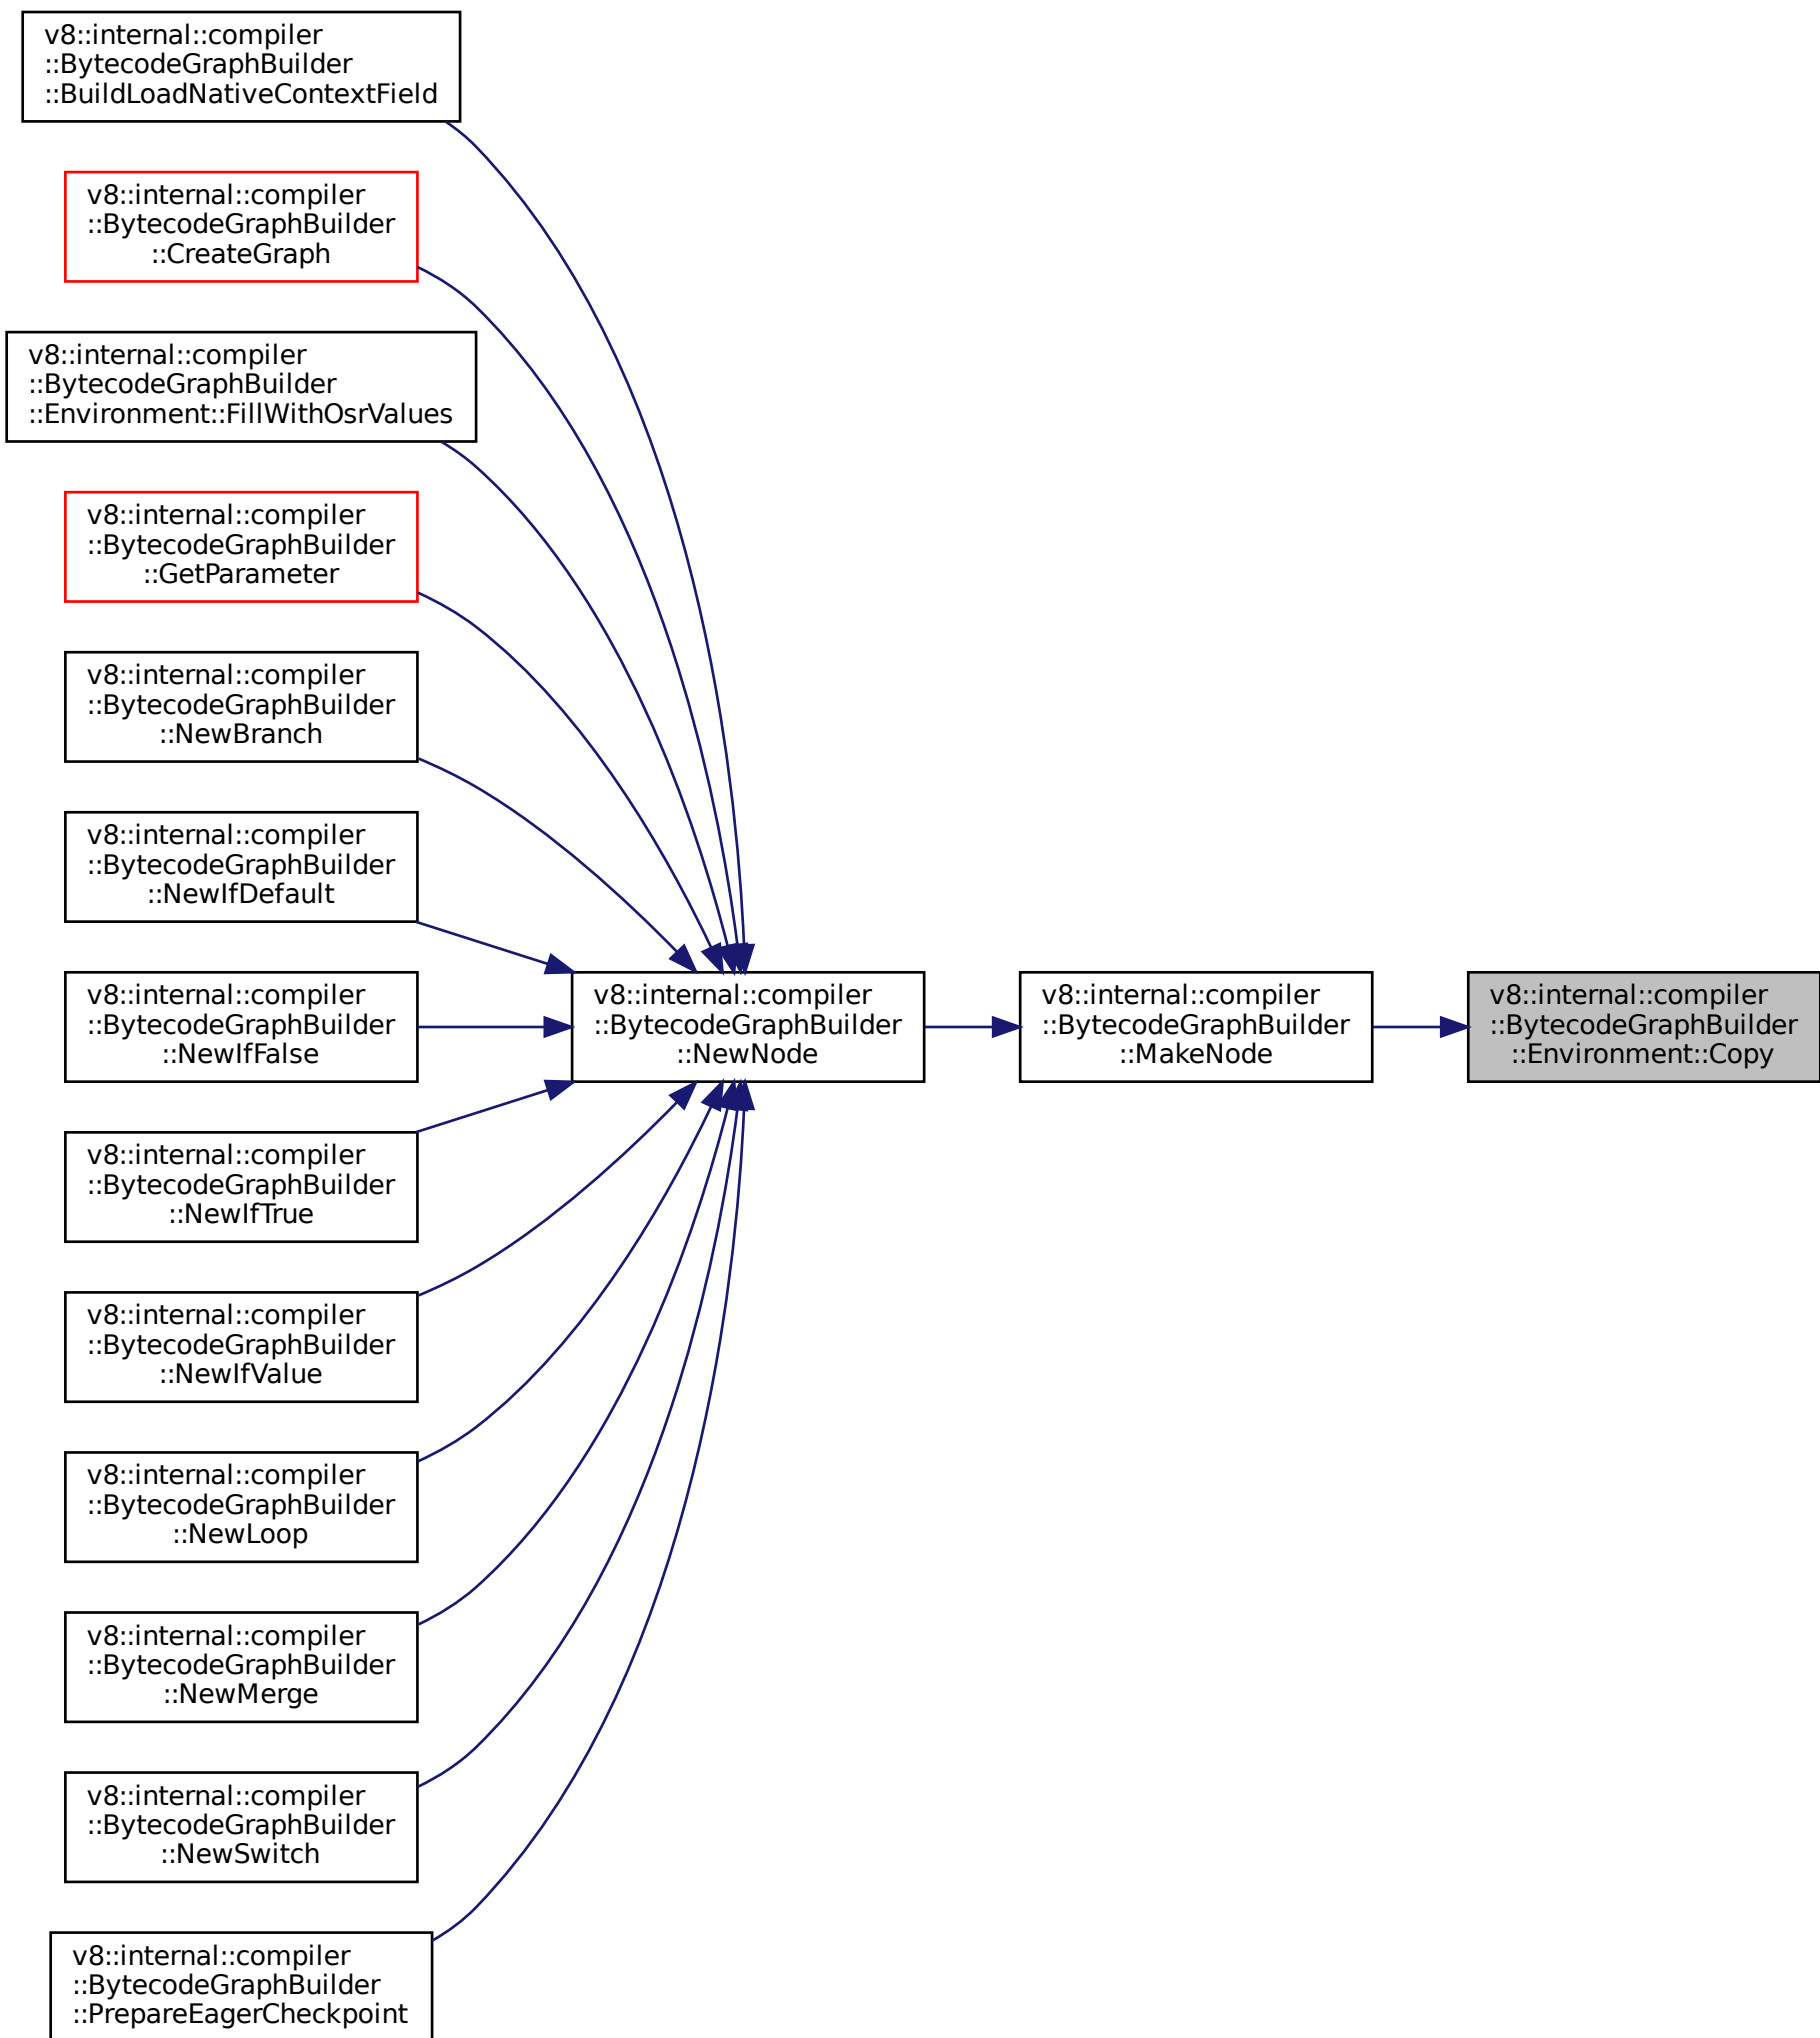 v8::internal::compiler
::BytecodeGraphBuilder
::BuildLoadNativeContextField
v8::internal::compiler
::BytecodeGraphBuilder
::CreateGraph
v8::internal::compiler
::BytecodeGraphBuilder
::Environment::FillWithOsrValues
v8::internal::compiler
::BytecodeGraphBuilder
::GetParameter
v8::internal::compiler
::BytecodeGraphBuilder
::NewBranch
v8::internal::compiler
::BytecodeGraphBuilder
::NewIfDefault
v8::internal::compiler
::BytecodeGraphBuilder
::NewIfFalse
v8::internal::compiler
::BytecodeGraphBuilder
::NewIfTrue
v8::internal::compiler
::BytecodeGraphBuilder
::NewIfValue
v8::internal::compiler
::BytecodeGraphBuilder
::NewLoop
v8::internal::compiler
::BytecodeGraphBuilder
::NewMerge
v8::internal::compiler
::BytecodeGraphBuilder
::NewSwitch
v8::internal::compiler
::BytecodeGraphBuilder
::PrepareEagerCheckpoint
v8::internal::compiler
::BytecodeGraphBuilder
::NewNode
v8::internal::compiler
::BytecodeGraphBuilder
::MakeNode
v8::internal::compiler
::BytecodeGraphBuilder
::Environment::Copy